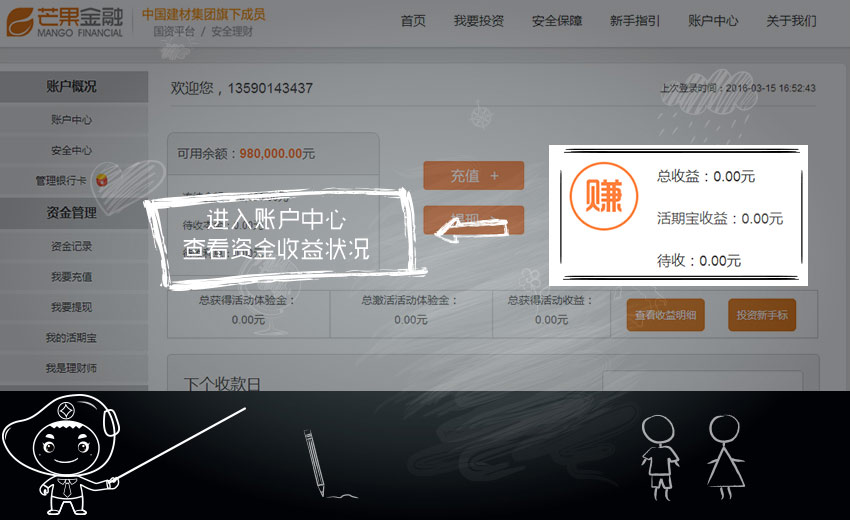 芒果金融
MANGO FINANCIAL
中国建材集团旗下成员
国资平台 / 安全理财
首页 我要投资 安全保障 新手指引 账户中心 关于我们
账户概况
账户中心
安全中心
管理银行卡
资金管理
资金记录
我要充值
我要提现
我的活期宝
我是理财师
欢迎您，13590143437
上次登录时间：2016-03-15 16:52:43
可用余额：980,000.00元
充值 +
提现
进入账户中心
查看资金收益状况
赚
总收益：0.00元
活期宝收益：0.00元
待收：0.00元
总获得活动体验金：
0.00元
总激活活动体验金：
0.00元
总获得活动收益：
0.00元
查看收益明细
投资新手标
下个收款日